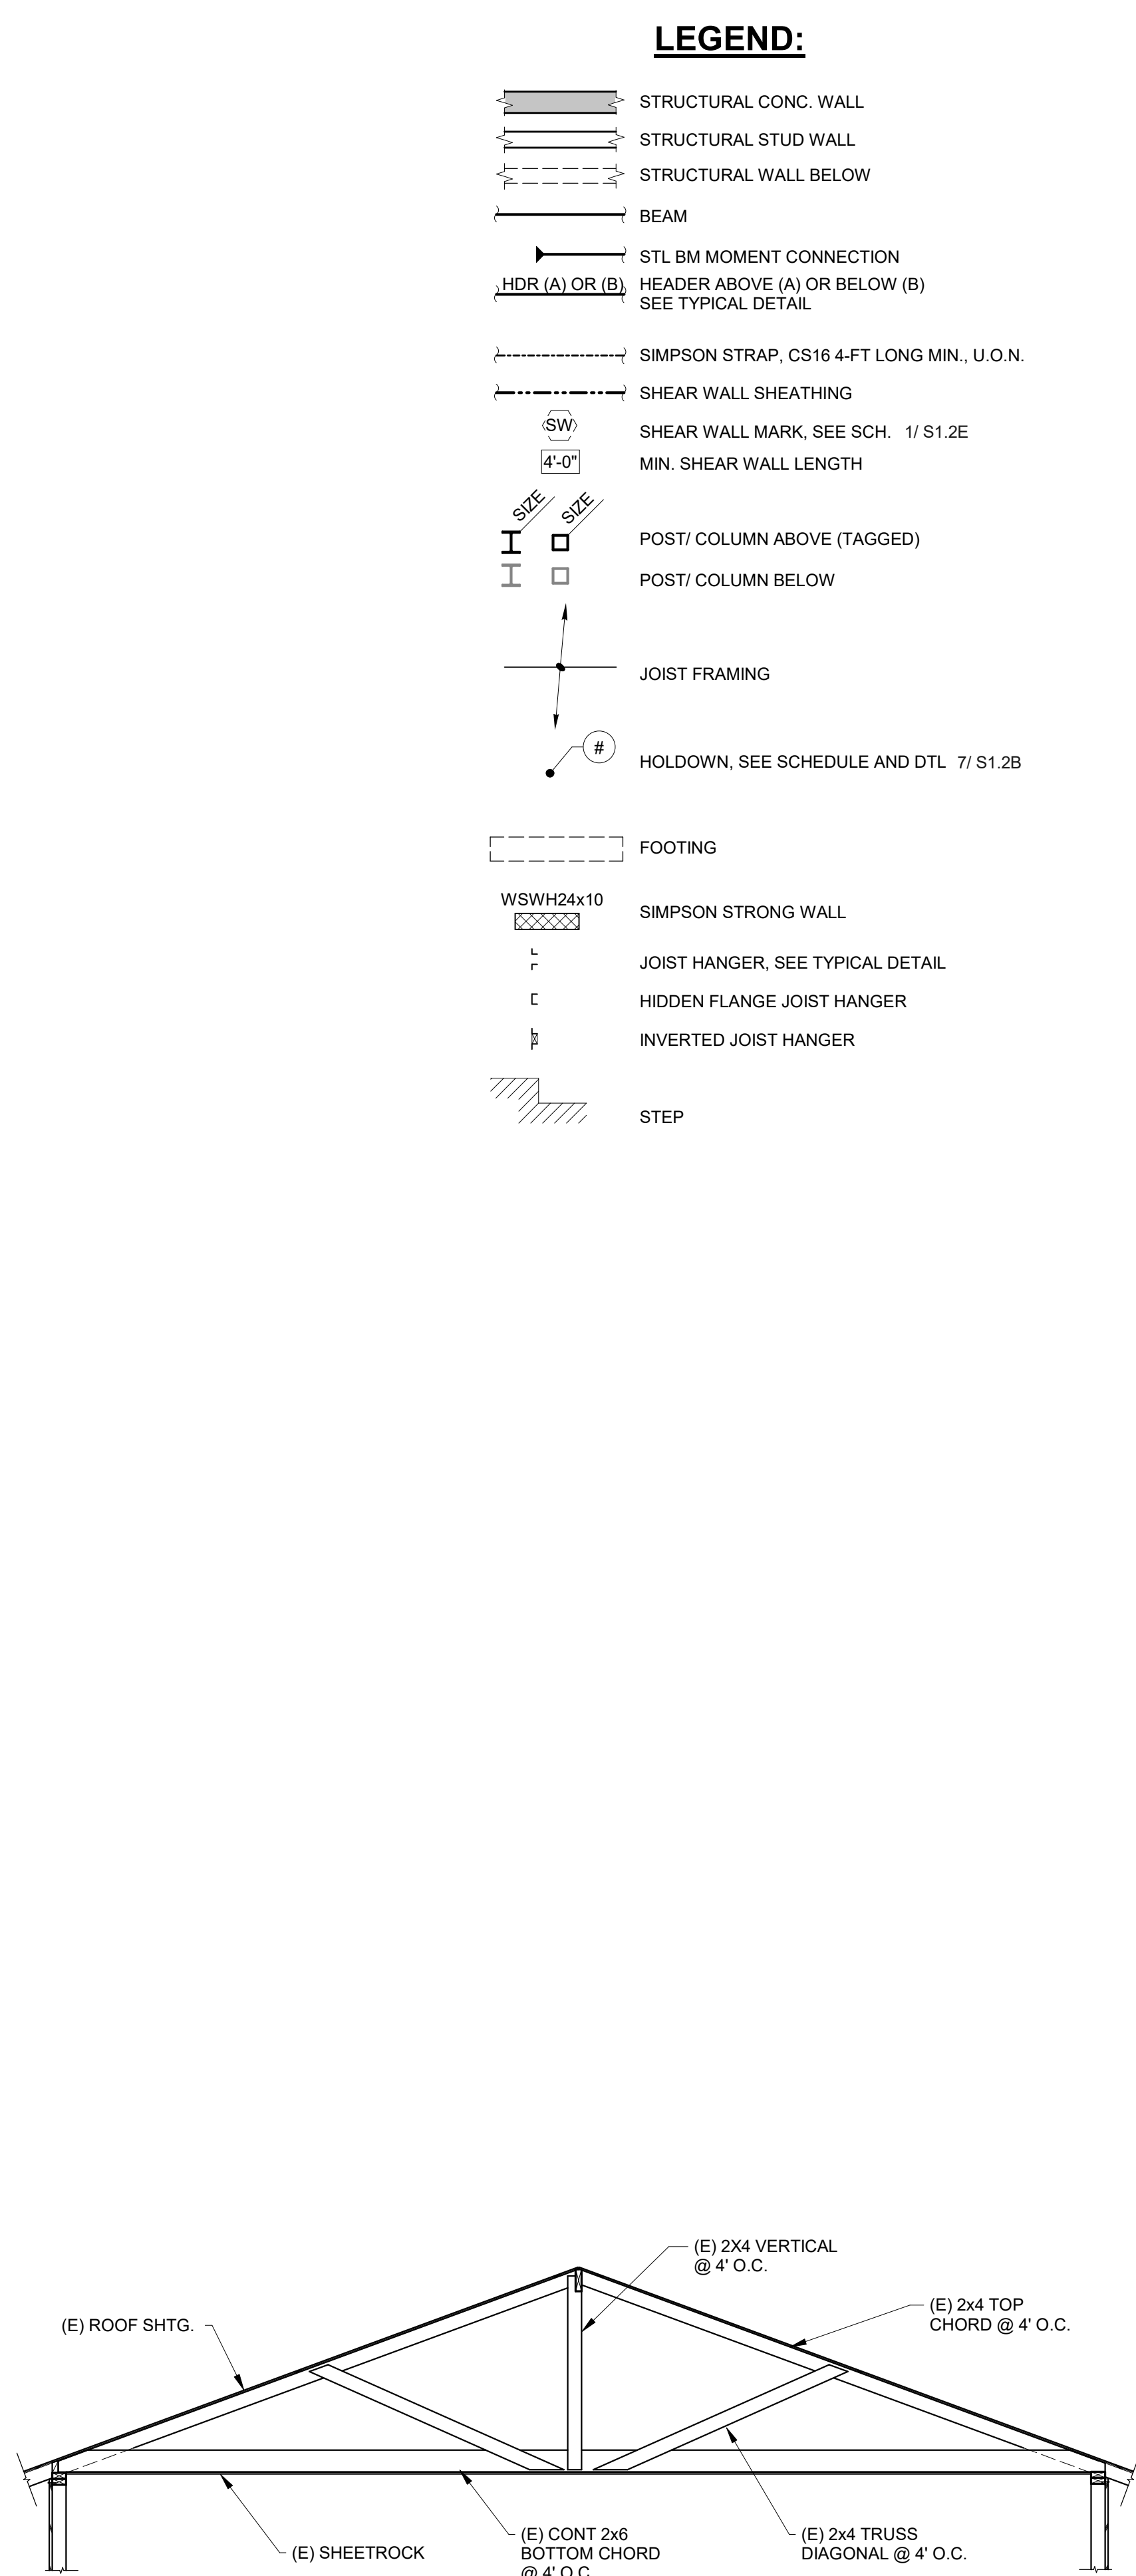 LEGEND:
STRUCTURAL CONC. WALL
STRUCTURAL STUD WALL
STRUCTURAL WALL BELOW
BEAM
STL BM MOMENT CONNECTION
HDR (A) OR (B) HEADER ABOVE (A) OR BELOW (B)
SEE TYPICAL DETAIL
SIMPSON STRAP, CS16 4-FT LONG MIN., U.O.N.
SHEAR WALL SHEATHING
SW SHEAR WALL MARK, SEE SCH. 1/ S1.2E
4'-0" MIN. SHEAR WALL LENGTH
SIZE SIZE
POST/ COLUMN ABOVE (TAGGED)
POST/ COLUMN BELOW
JOIST FRAMING
#
HOLDOWN, SEE SCHEDULE AND DTL 7/ S1.2B
FOOTING
WSWH24x10
SIMPSON STRONG WALL
JOIST HANGER, SEE TYPICAL DETAIL
HIDDEN FLANGE JOIST HANGER
INVERTED JOIST HANGER
STEP
(E) 2X4 VERTICAL
@ 4' O.C.
(E) 2x4 TOP
CHORD @ 4' O.C.
(E) ROOF SHTG.
(E) SHEETROCK
(E) CONT 2x6
BOTTOM CHORD
@ 4' O.C.
(E) 2x4 TRUSS
DIAGONAL @ 4' O.C.